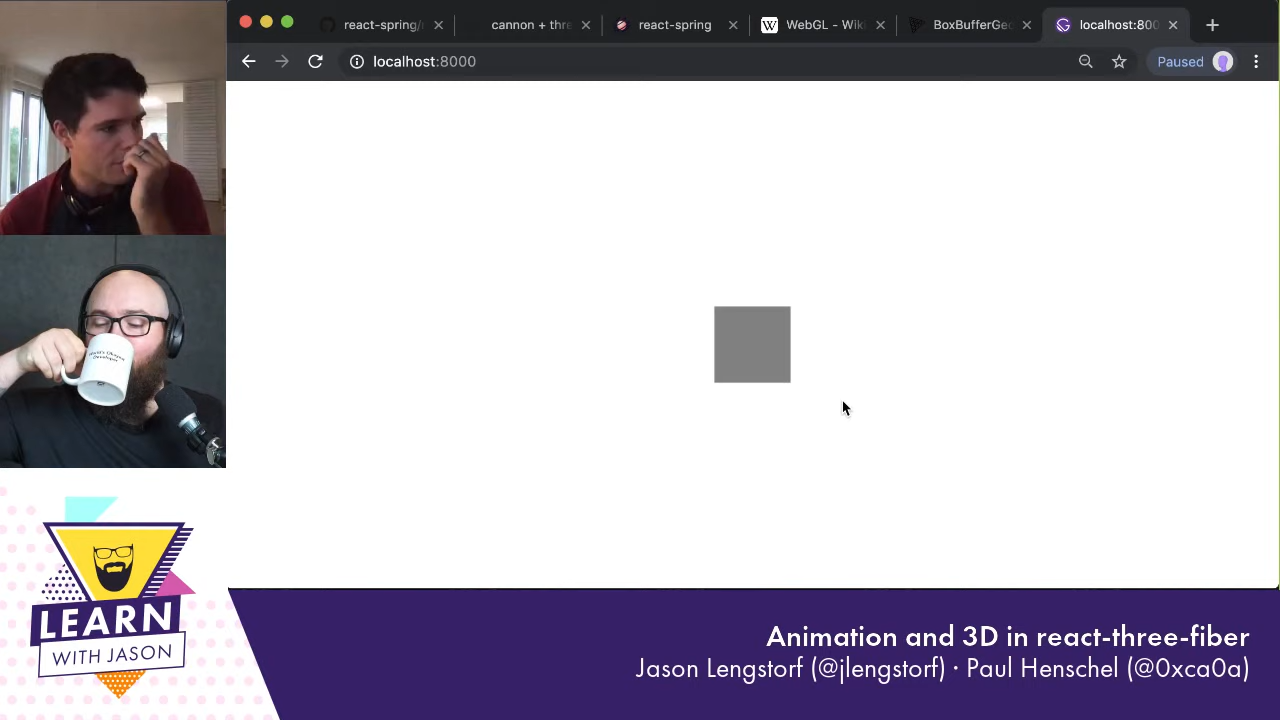 react-spring/
cannon + thre
react-spring
WebGL - Wiki
BoxBufferGeo
localhost:800
localhost:8000
Paused
W
LEARN
WITH JASON
Animation and 3D in react-three-fiber
Jason Lengstorf (@jlengstorf) · Paul Henschel (@0xca0a)